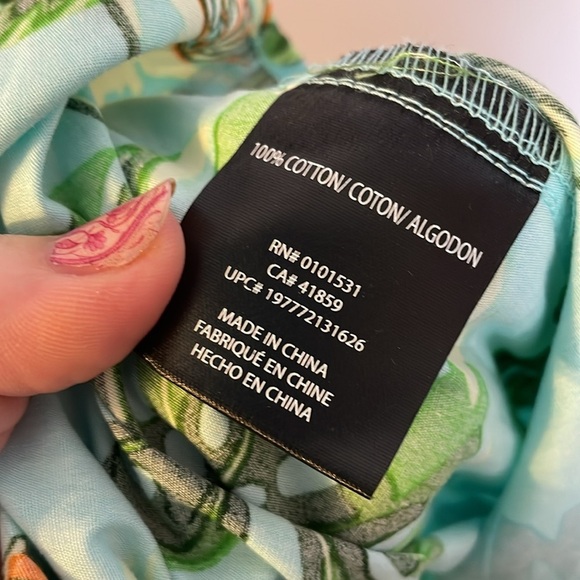 100% COTTON/ COTON/ ALGODON
RN# 0101531
CA# 41859
UPC# 197772131626
MADE IN CHINA
FABRIQUÉ EN CHINE
HECHO EN CHINA